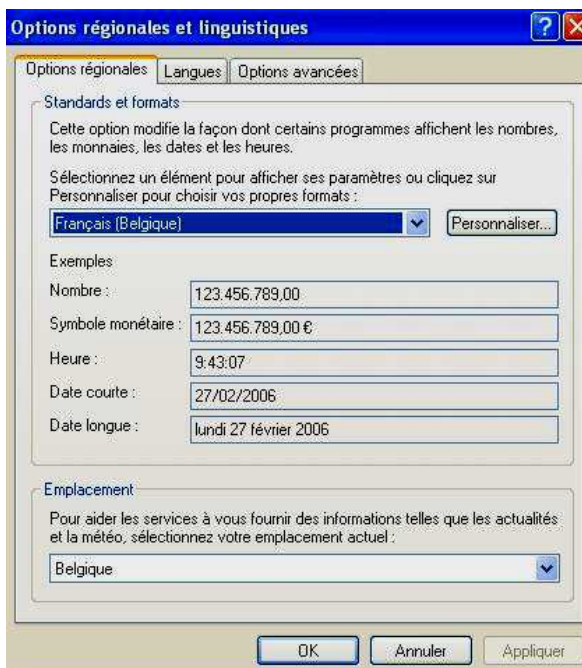 Options régionales et linguistiques
Options régionales Langues Options avancées
Standards et formats
Cette option modifie la façon dont certains programmes affichent les nombres,
les monnaies, les dates et les heures.
Sélectionnez un élément pour afficher ses paramètres ou cliquez sur
Personnaliser pour choisir vos propres formats :
Français (Belgique) Personnaliser...
Exemples
Nombre : 123.456.789,00
Symbole monétaire : 123.456.789,00 €
Heure : 9:43:07
Date courte : 27/02/2006
Date longue : lundi 27 février 2006
Emplacement
Pour aider les services à vous fournir des informations telles que les actualités
et la météo, sélectionnez votre emplacement actuel :
Belgique
OK Annuler Appliquer